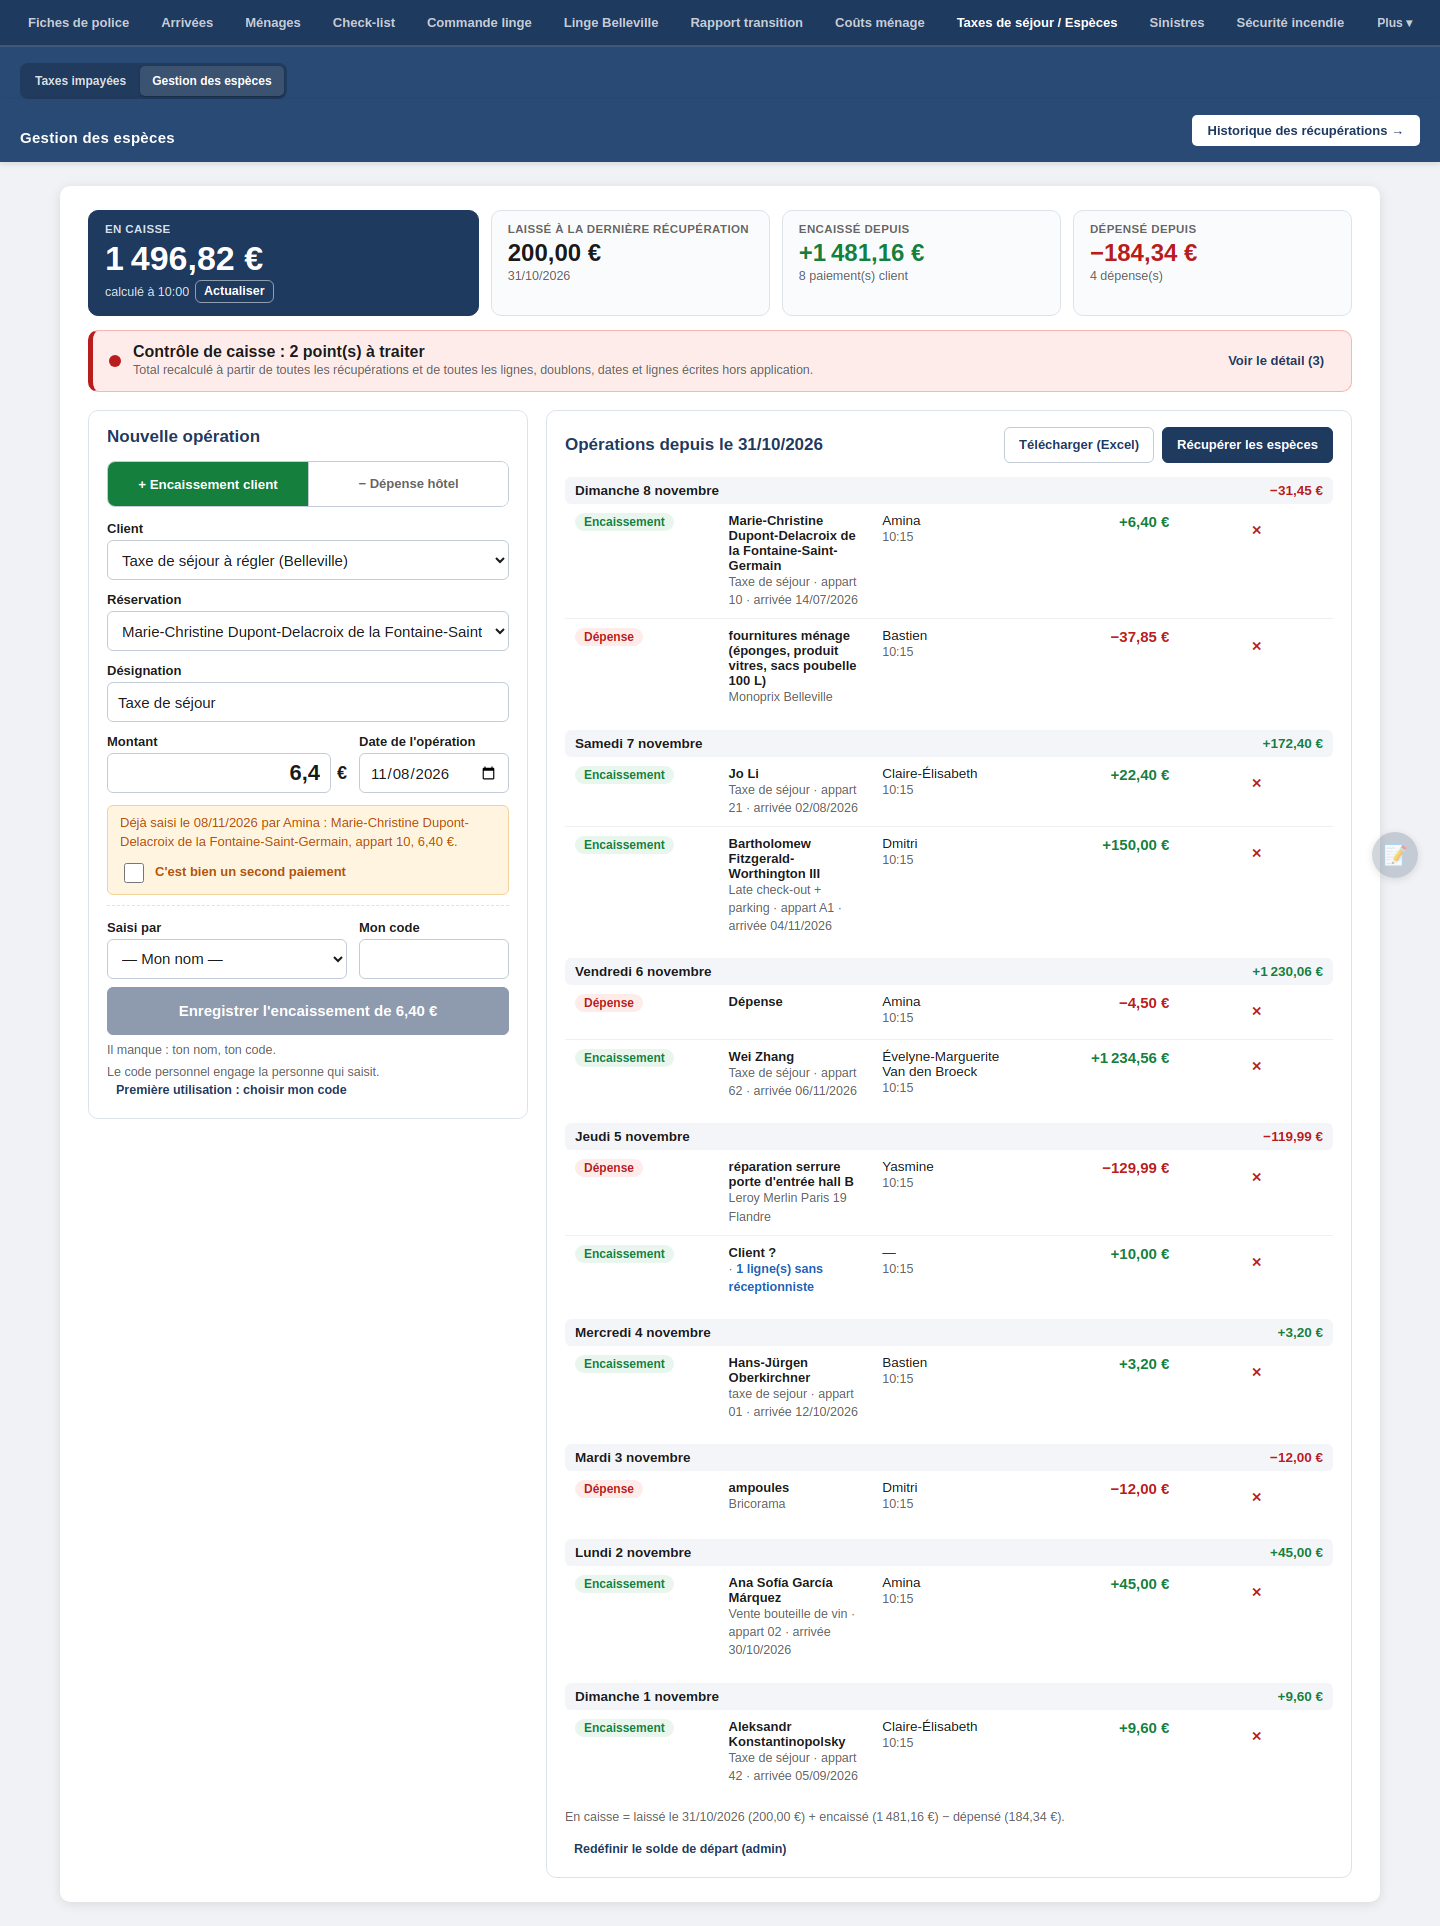 Fiches de police Arrivées Ménages Check-list Commande linge Linge Belleville Rapport transition Coûts ménage Taxes de séjour / Espèces Sinistres Sécurité incendie Plus ▾
Taxes impayées Gestion des espèces
Gestion des espèces
Historique des récupérations →
EN CAISSE
1 496,82 €
calculé à 10:00 Actualiser
LAISSÉ À LA DERNIÈRE RÉCUPÉRATION
200,00 €
31/10/2026
ENCAISSÉ DEPUIS
+1 481,16 €
8 paiement(s) client
DÉPENSÉ DEPUIS
−184,34 €
4 dépense(s)
Contrôle de caisse : 2 point(s) à traiter
Total recalculé à partir de toutes les récupérations et de toutes les lignes, doublons, dates et lignes écrites hors application.
Voir le détail (3)
Nouvelle opération
+ Encaissement client
− Dépense hôtel
Client
Taxe de séjour à régler (Belleville)
Réservation
Marie-Christine Dupont-Delacroix de la Fontaine-Saint
Désignation
Taxe de séjour
Montant
6,4 €
Date de l'opération
11/08/2026
Déjà saisi le 08/11/2026 par Amina : Marie-Christine Dupont-
Delacroix de la Fontaine-Saint-Germain, appart 10, 6,40 €.
C'est bien un second paiement
Saisi par
— Mon nom —
Mon code
Enregistrer l'encaissement de 6,40 €
Il manque : ton nom, ton code.
Le code personnel engage la personne qui saisit.
Première utilisation : choisir mon code
Opérations depuis le 31/10/2026
Télécharger (Excel)
Récupérer les espèces
Dimanche 8 novembre −31,45 €
Encaissement
Marie-Christine
Dupont-Delacroix de
la Fontaine-Saint-
Germain
Taxe de séjour · appart
10 · arrivée 14/07/2026
Amina
10:15
+6,40 €
✕
Dépense
fournitures ménage
(éponges, produit
vitres, sacs poubelle
100 L)
Monoprix Belleville
Bastien
10:15
−37,85 €
✕
Samedi 7 novembre +172,40 €
Encaissement
Jo Li
Taxe de séjour · appart
21 · arrivée 02/08/2026
Claire-Élisabeth
10:15
+22,40 €
✕
Encaissement
Bartholomew
Fitzgerald-
Worthington III
Late check-out +
parking · appart A1 ·
arrivée 04/11/2026
Dmitri
10:15
+150,00 €
✕
Vendredi 6 novembre +1 230,06 €
Dépense
Dépense
Amina
10:15
−4,50 €
✕
Encaissement
Wei Zhang
Taxe de séjour · appart
62 · arrivée 06/11/2026
Évelyne-Marguerite
Van den Broeck
10:15
+1 234,56 €
✕
Jeudi 5 novembre −119,99 €
Dépense
réparation serrure
porte d'entrée hall B
Leroy Merlin Paris 19
Flandre
Yasmine
10:15
−129,99 €
✕
Encaissement
Client ?
· 1 ligne(s) sans
réceptionniste
—
10:15
+10,00 €
✕
Mercredi 4 novembre +3,20 €
Encaissement
Hans-Jürgen
Oberkirchner
taxe de sejour · appart
01 · arrivée 12/10/2026
Bastien
10:15
+3,20 €
✕
Mardi 3 novembre −12,00 €
Dépense
ampoules
Bricorama
Dmitri
10:15
−12,00 €
✕
Lundi 2 novembre +45,00 €
Encaissement
Ana Sofía García
Márquez
Vente bouteille de vin ·
appart 02 · arrivée
30/10/2026
Amina
10:15
+45,00 €
✕
Dimanche 1 novembre +9,60 €
Encaissement
Aleksandr
Konstantinopolsky
Taxe de séjour · appart
42 · arrivée 05/09/2026
Claire-Élisabeth
10:15
+9,60 €
✕
En caisse = laissé le 31/10/2026 (200,00 €) + encaissé (1 481,16 €) − dépensé (184,34 €).
Redéfinir le solde de départ (admin)